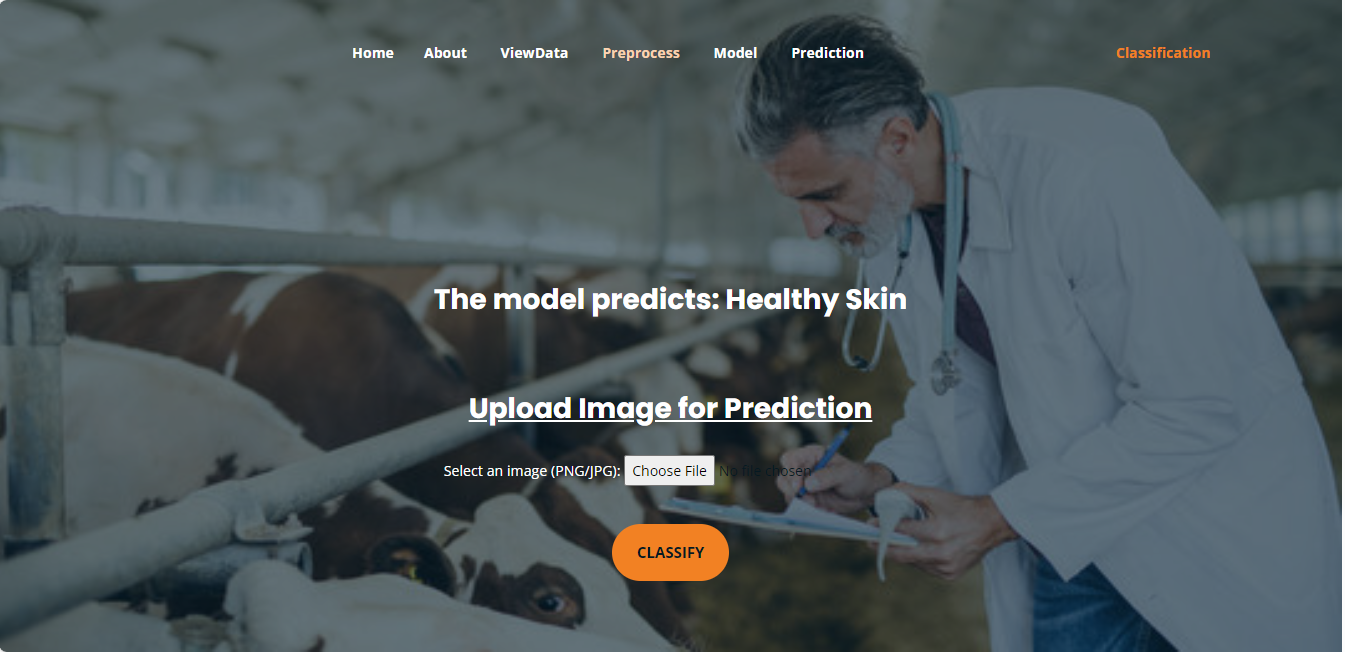 Home About ViewData Preprocess Model Prediction Classification
The model predicts: Healthy Skin
Upload Image for Prediction
Select an image (PNG/JPG): Choose File No file chosen
CLASSIFY